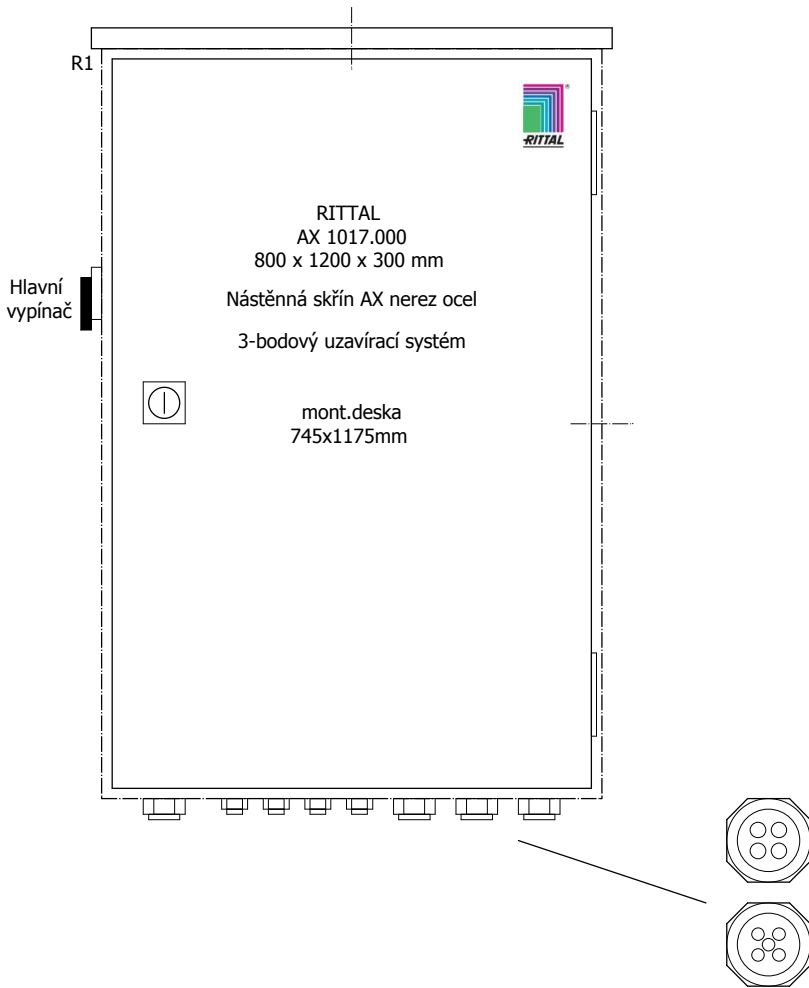 R1
®
RITTAL
RITTAL
AX 1017.000
800 x 1200 x 300 mm
Hlavní
vypínač
Nástěnná skřín AX nerez ocel
3-bodový uzavírací systém
mont.deska
745x1175mm